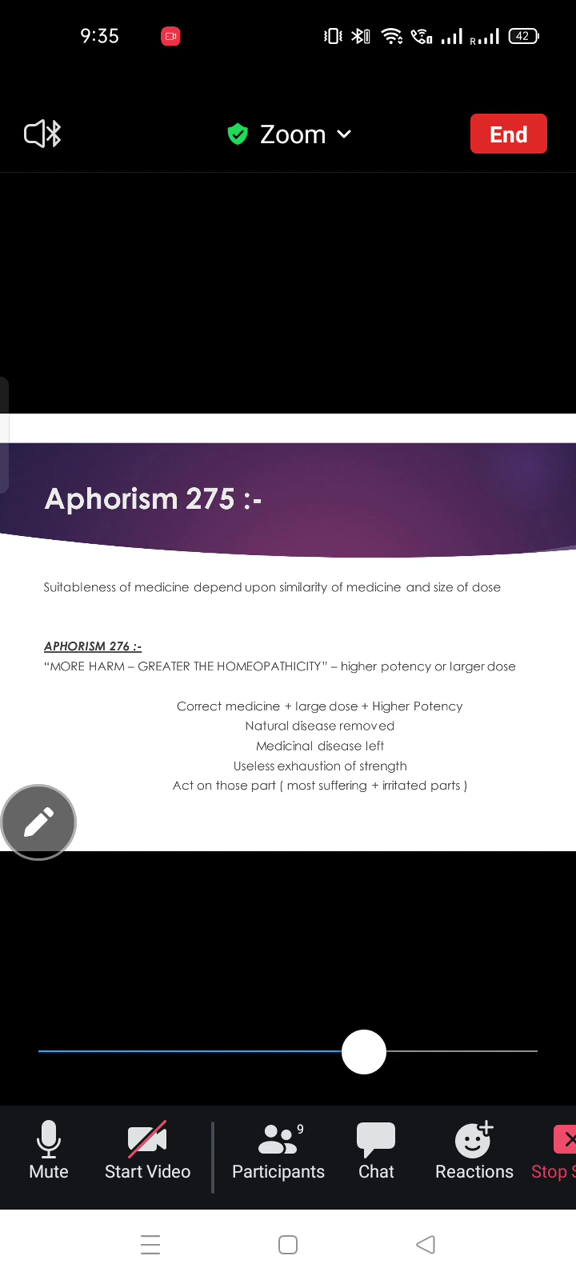 9:35
R
42
Zoom
End
Aphorism 275 :-
Suitableness of medicine depend upon similarity of medicine and size of dose
APHORISM 276 :-
“MORE HARM – GREATER THE HOMEOPATHICITY” – higher potency or larger dose
Correct medicine + large dose + Higher Potency
Natural disease removed
Medicinal disease left
Useless exhaustion of strength
Act on those part ( most suffering + irritated parts )
9
Mute
Start Video
Participants
Chat
Reactions
Stop S